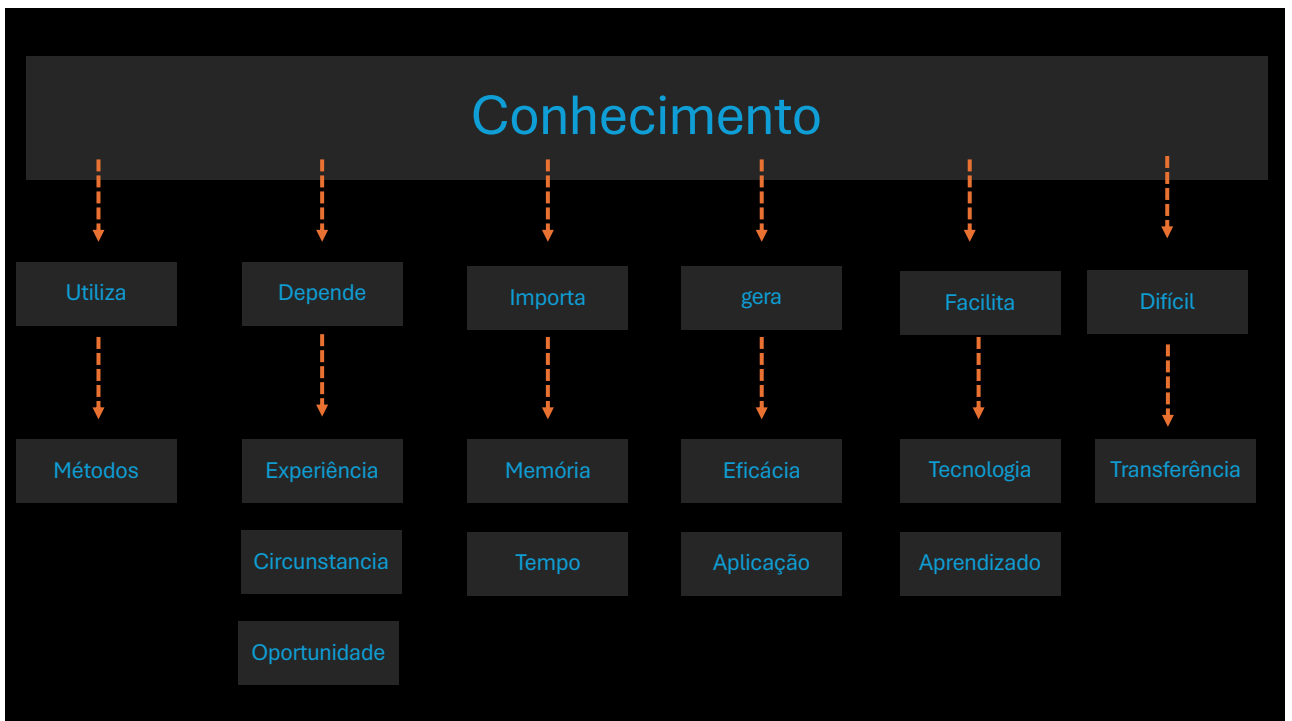 Conhecimento
Utiliza
Depende
Importa
gera
Facilita
Difícil
Métodos
Experiência
Memória
Eficácia
Tecnologia
Transferência
Circunstancia
Tempo
Aplicação
Aprendizado
Oportunidade